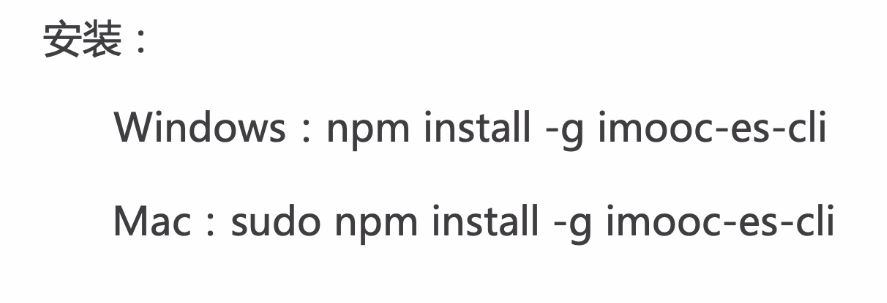 安装：
Windows：npm install -g imooc-es-cli
Mac：sudo npm install -g imooc-es-cli